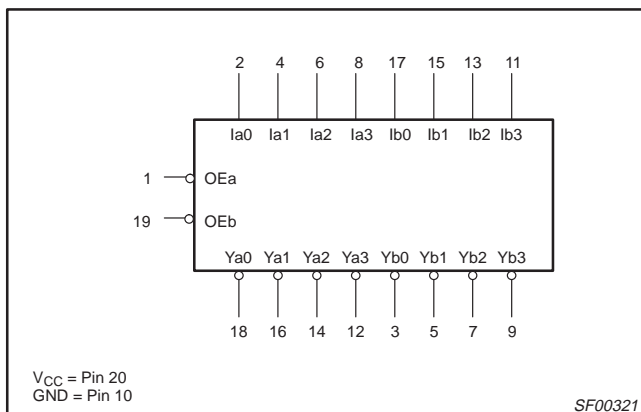 2 4 6 8 17 15 13 11
Ia0 Ia1 Ia2 Ia3 Ib0 Ib1 Ib2 Ib3
1 OEa
19 OEb
Ya0 Ya1 Ya2 Ya3 Yb0 Yb1 Yb2 Yb3
18 16 14 12 3 5 7 9
VCC = Pin 20
GND = Pin 10
SF00321